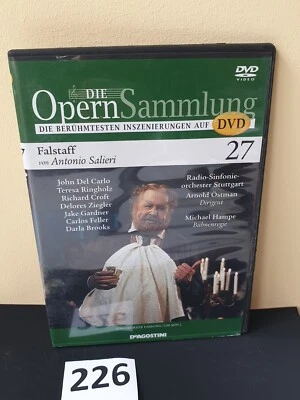 DIE
DVD
VIDEO
OpernSammlung
DIE BERÜHMTESTEN INSZENIERUNGEN AUF DVD
Falstaff
von Antonio Salieri
27
John Del Carlo
Teresa Ringholz
Richard Croft
Delores Ziegler
Jake Gardner
Carlos Feller
Darla Brooks
Radio-Sinfonie-
orchester Stuttgart
Arnold Östman
Dirigent
Michael Hampe
Bühnenregie
DEAGOSTINI
226